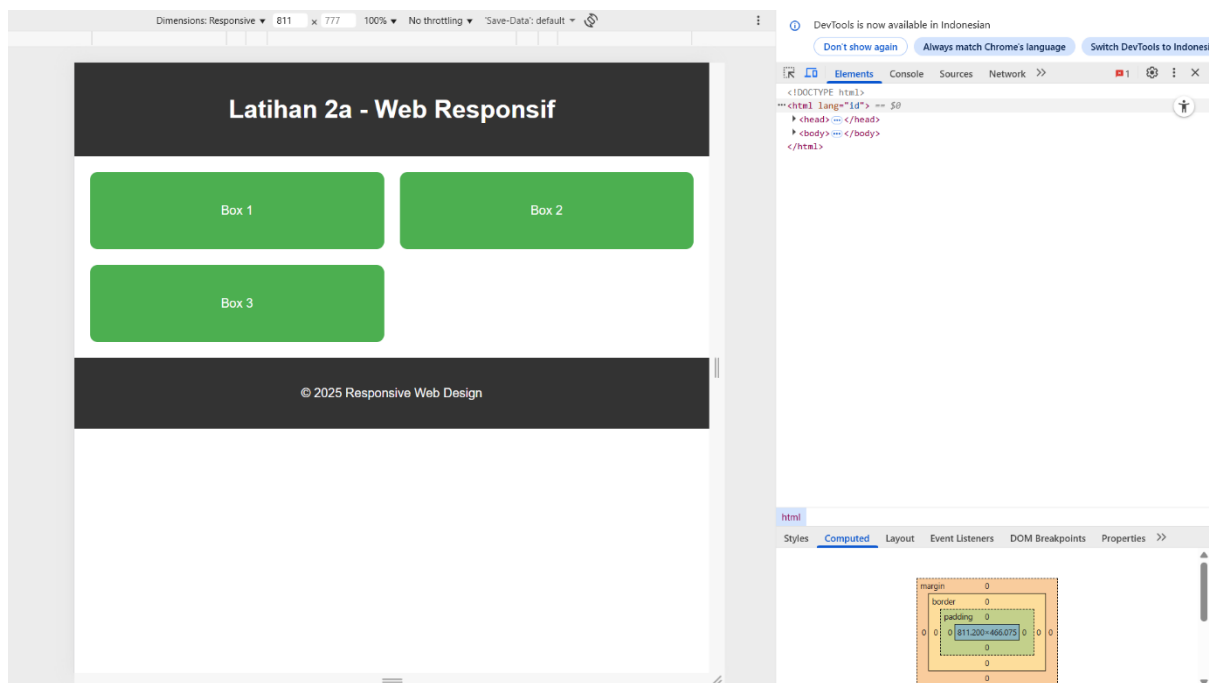 Dimensions: Responsive ▼ 811 x 777 100% ▼ No throttling ▼ 'Save-Data': default ▼
Latihan 2a - Web Responsif
Box 1 Box 2
Box 3
© 2025 Responsive Web Design
DevTools is now available in Indonesian
Don't show again Always match Chrome's language Switch DevTools to
Elements Console Sources Network >> 1
<!DOCTYPE html>
···<html lang="id"> == $0
<head> ··· </head>
<body> ··· </body>
</html>
html
Styles Computed Layout Event Listeners DOM Breakpoints Properties >>
margin 0
border 0
padding 0
0 0 0 811.200×466.075 0 0 0
0
0
0